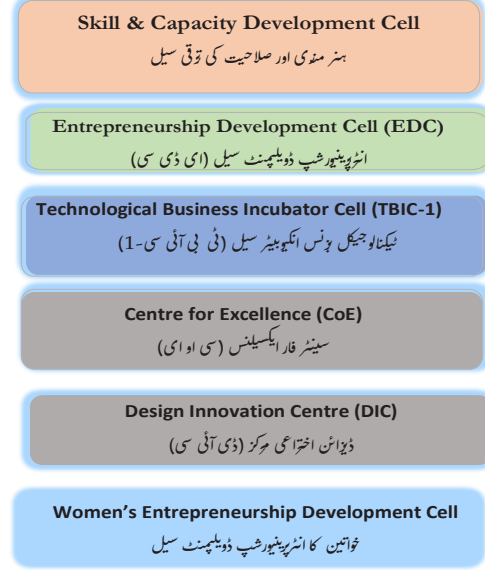 Skill & Capacity Development Cell
ہنر مندی اور صلاحیت کی ترقی سیل
Entrepreneurship Development Cell (EDC)
انٹرپرینیورشپ ڈویلپمنٹ سیل (ای ڈی سی)
Technological Business Incubator Cell (TBIC-1)
ٹیکنالوجیکل بزنس انکیوبیٹر سیل (ٹی بی آئی سی-1)
Centre for Excellence (CoE)
سینٹر فار ایکسیلنس (سی او ای)
Design Innovation Centre (DIC)
ڈیزائن اختراعی مرکز (ڈی آئی سی)
Women’s Entrepreneurship Development Cell
خواتین کا انٹرپرینیورشپ ڈویلپمنٹ سیل